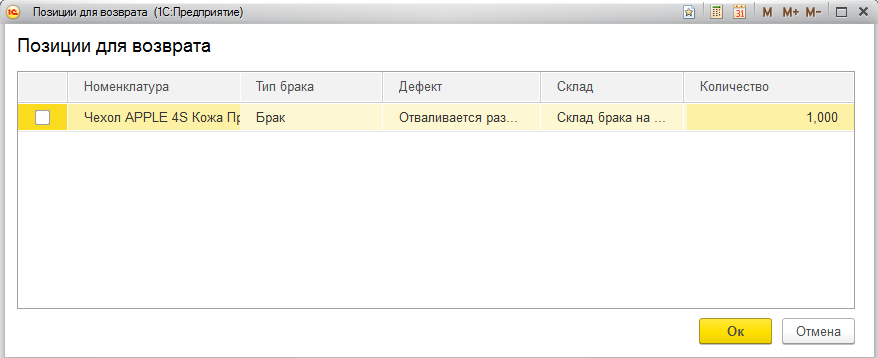 Позиции для возврата (1С:Предприятие)
31 M M+ M-
Позиции для возврата
Номенклатура Тип брака Дефект Склад Количество
Чехол APPLE 4S Кожа Пр Брак Отваливается раз... Склад брака на ... 1,000
Ок Отмена